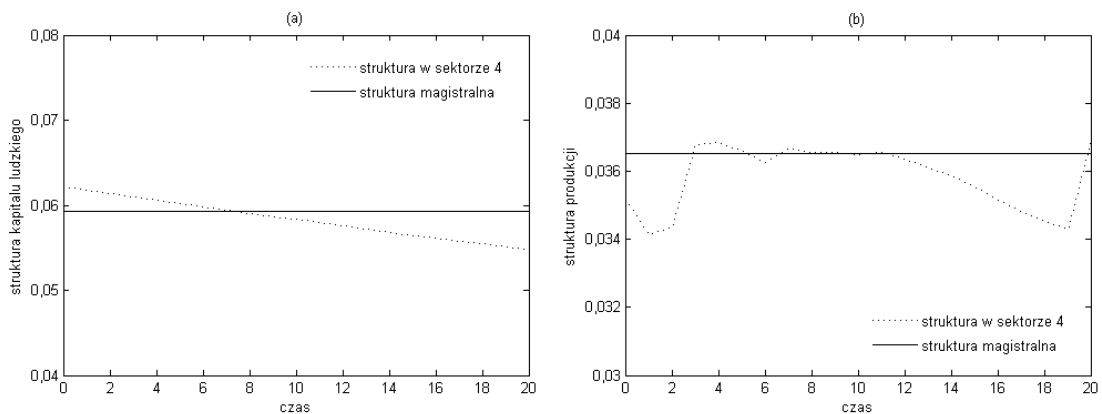 (a)
struktura kapitału ludzkiego
0,08
0,07
0,06
0,05
0,04
struktura w sektorze 4
struktura magistralna
0 2 4 6 8 10 12 14 16 18 20
czas
(b)
struktura produkcji
0,04
0,038
0,036
0,034
0,032
0,03
struktura w sektorze 4
struktura magistralna
0 2 4 6 8 10 12 14 16 18 20
czas